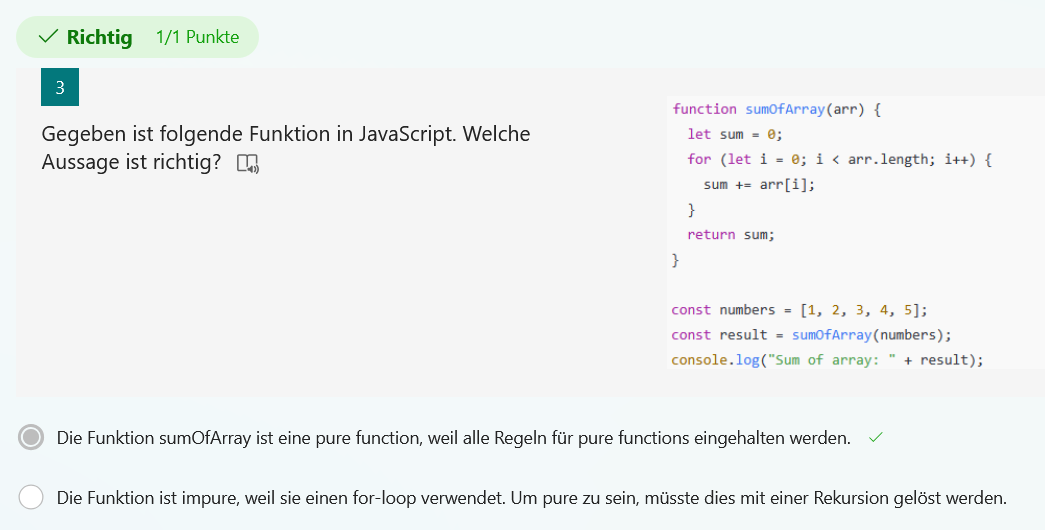 Richtig 1/1 Punkte
3
Gegeben ist folgende Funktion in JavaScript. Welche
Aussage ist richtig?
function sumOfArray(arr) {
let sum = 0;
for (let i = 0; i < arr.length; i++) {
sum += arr[i];
}
return sum;
}
const numbers = [1, 2, 3, 4, 5];
const result = sumOfArray(numbers);
console.log("Sum of array: " + result);
Die Funktion sumOfArray ist eine pure function, weil alle Regeln für pure functions eingehalten werden.
Die Funktion ist impure, weil sie einen for-loop verwendet. Um pure zu sein, müsste dies mit einer Rekursion gelöst werden.